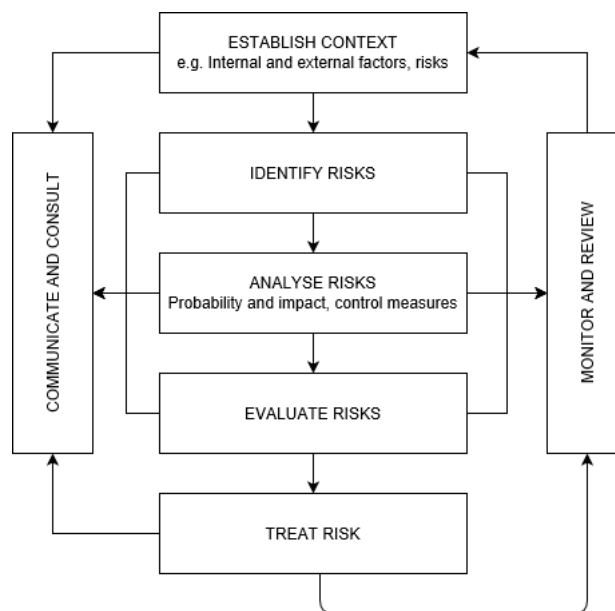 ESTABLISH CONTEXT
e.g. Internal and external factors, risks
COMMUNICATE AND CONSULT
IDENTIFY RISKS
MONITOR AND REVIEW
ANALYSE RISKS
Probability and impact, control measures
EVALUATE RISKS
TREAT RISK